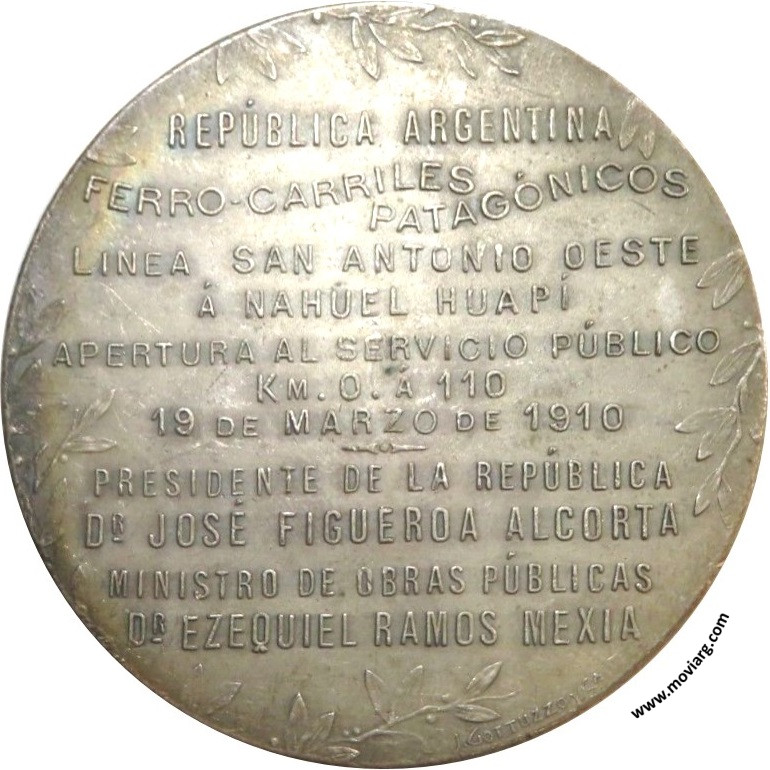 REPÚBLICA ARGENTINA
FERRO-CARRILES PATAGÓNICOS
LINEA SAN ANTONIO OESTE
Á NAHUEL HUAPÍ
APERTURA AL SERVICIO PÚBLICO
KM. O. Á 110
19 DE MARZO DE 1910
PRESIDENTE DE LA REPÚBLICA
DR JOSÉ FIGUEROA ALCORTA
MINISTRO DE OBRAS PÚBLICAS
DR EZEQUIEL RAMOS MEXIA
J. GOTTUZZO
www.moviarg.com